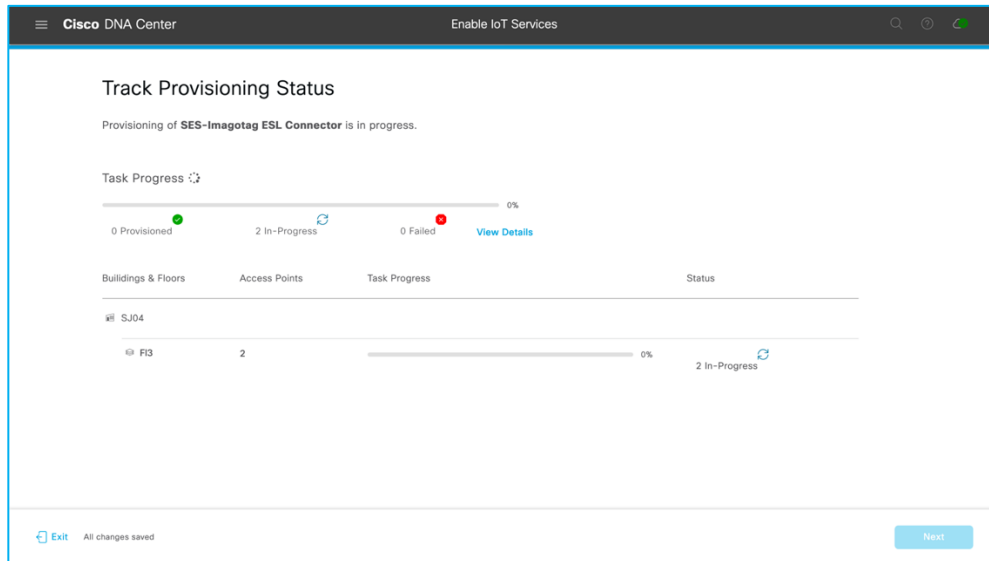 Cisco DNA Center Enable IoT Services
Track Provisioning Status
Provisioning of SES-Imagotag ESL Connector is in progress.
Task Progress
0%
0 Provisioned 2 In-Progress 0 Failed View Details
Builidings & Floors Access Points Task Progress Status
SJ04
Fl3 2 0% 2 In-Progress
Exit All changes saved Next